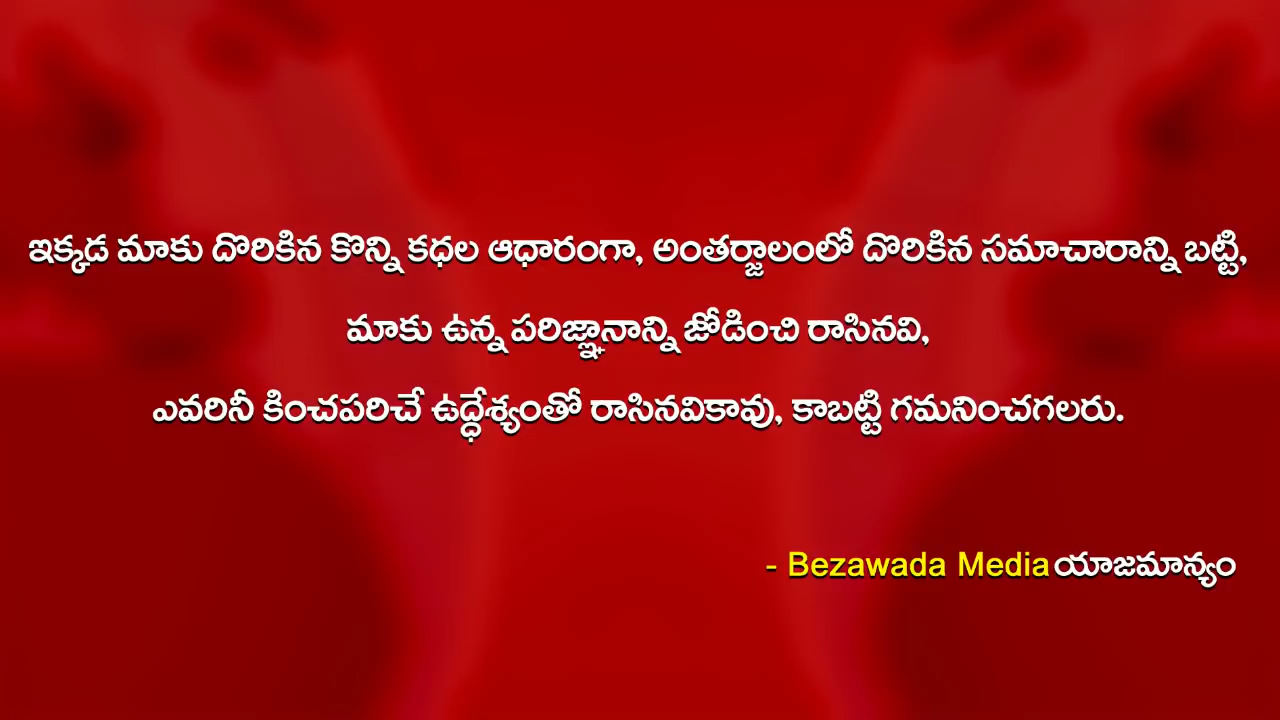 ఇక్కడ మాకు దొరికిన కొన్ని కధల ఆధారంగా, అంతర్జాలంలో దొరికిన సమాచారాన్ని బట్టి,
మాకు ఉన్న పరిజ్ఞానాన్ని జోడించి రాసినవి,
ఎవరినీ కించపరిచే ఉద్ధేశ్యంతో రాసినవికావు, కాబట్టి గమనించగలరు.
- Bezawada Media యాజమాన్యం